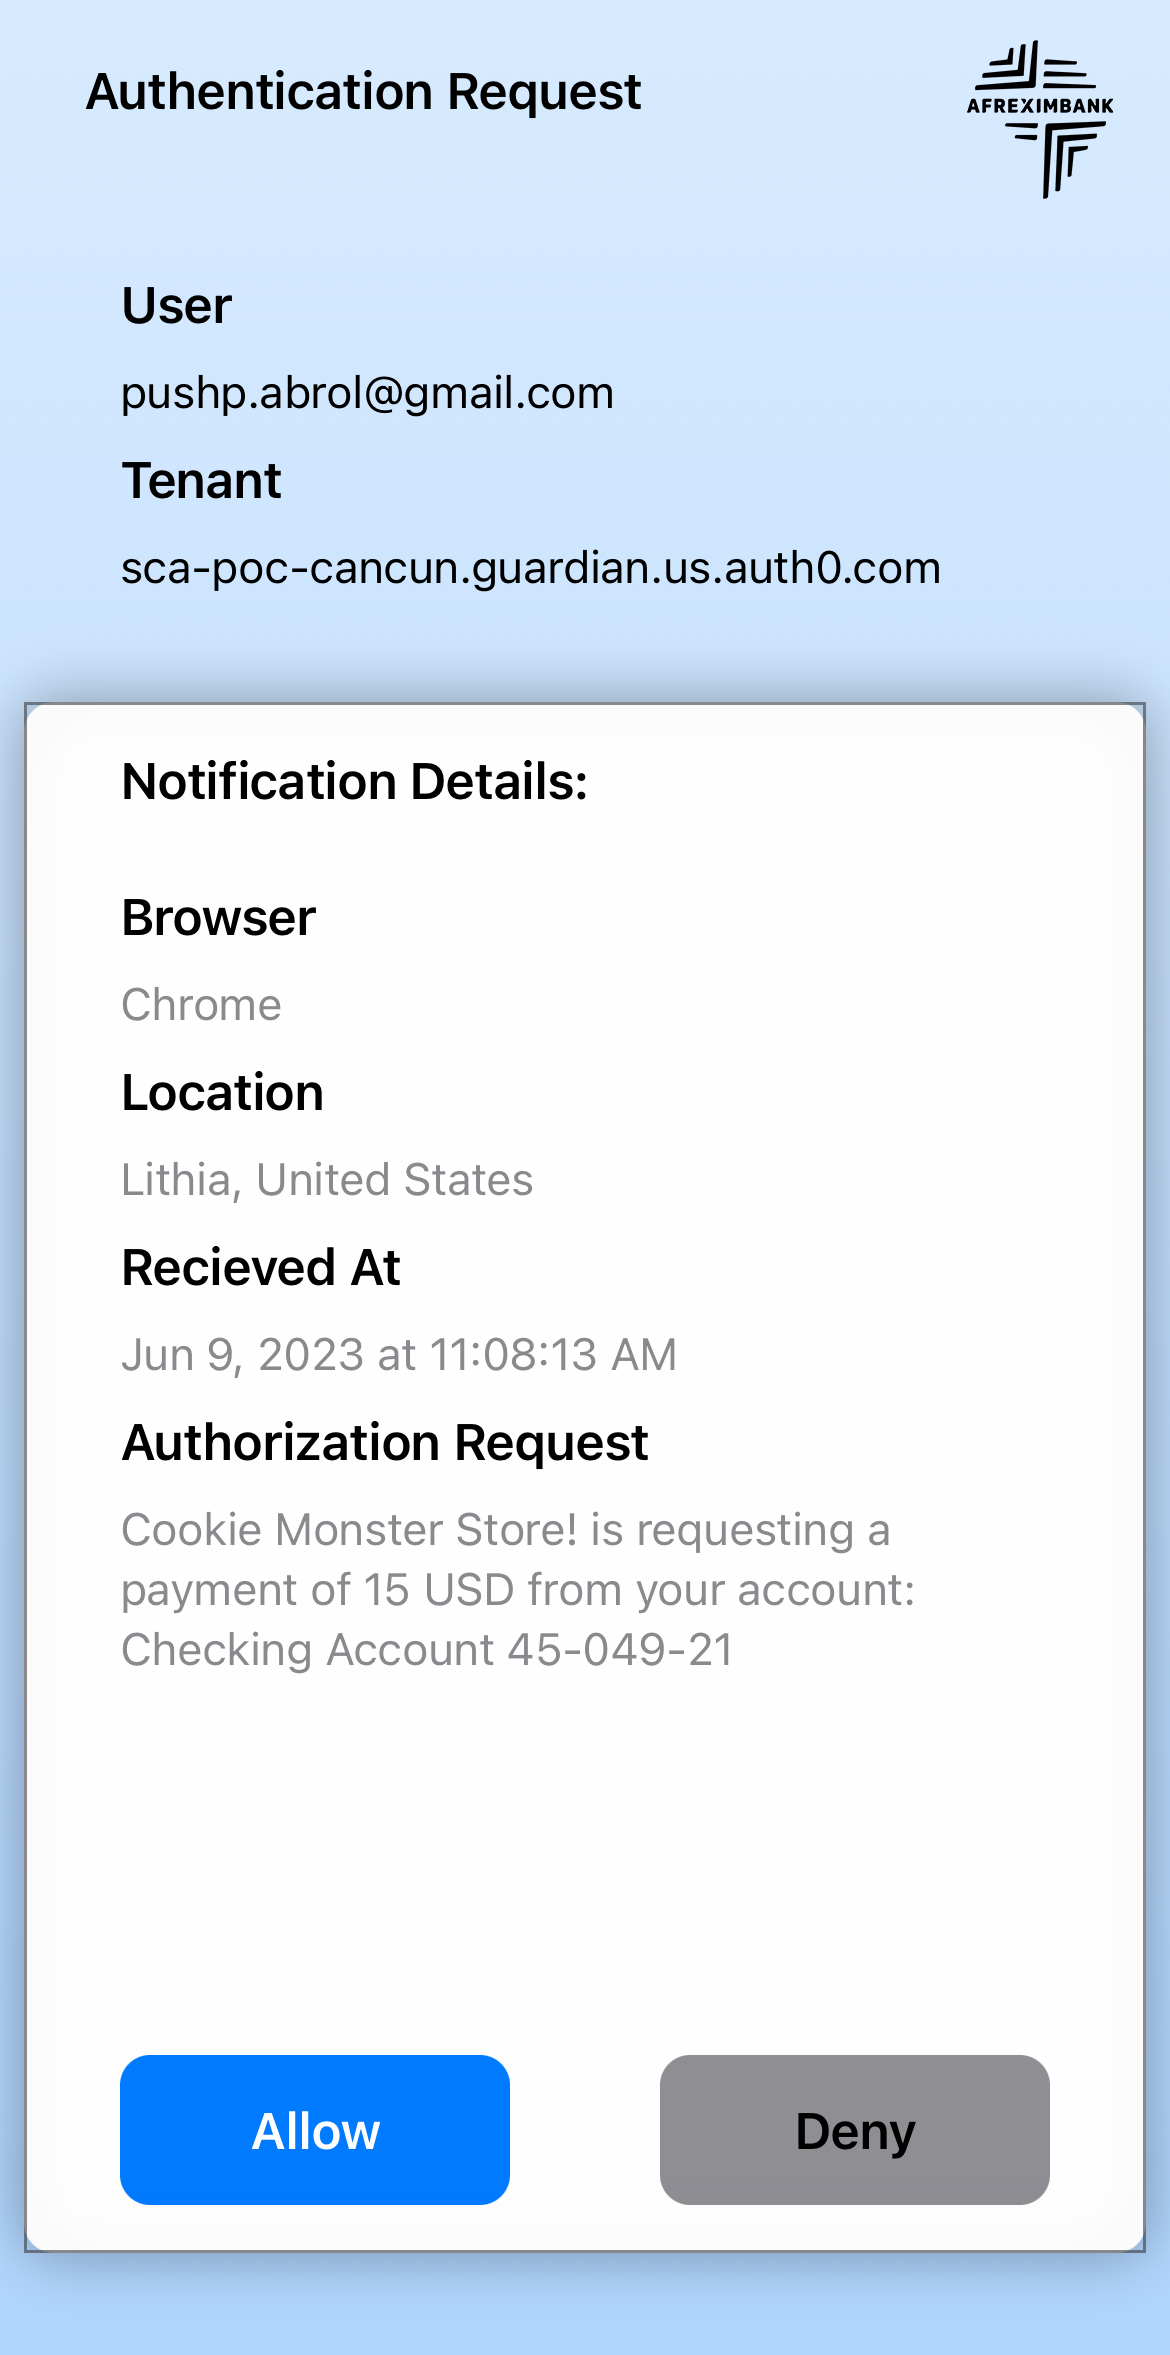 Authentication Request
AFREXIMBANK
User
pushp.abrol@gmail.com
Tenant
sca-poc-cancun.guardian.us.auth0.com
Notification Details:
Browser
Chrome
Location
Lithia, United States
Recieved At
Jun 9, 2023 at 11:08:13 AM
Authorization Request
Cookie Monster Store! is requesting a
payment of 15 USD from your account:
Checking Account 45-049-21
Allow
Deny